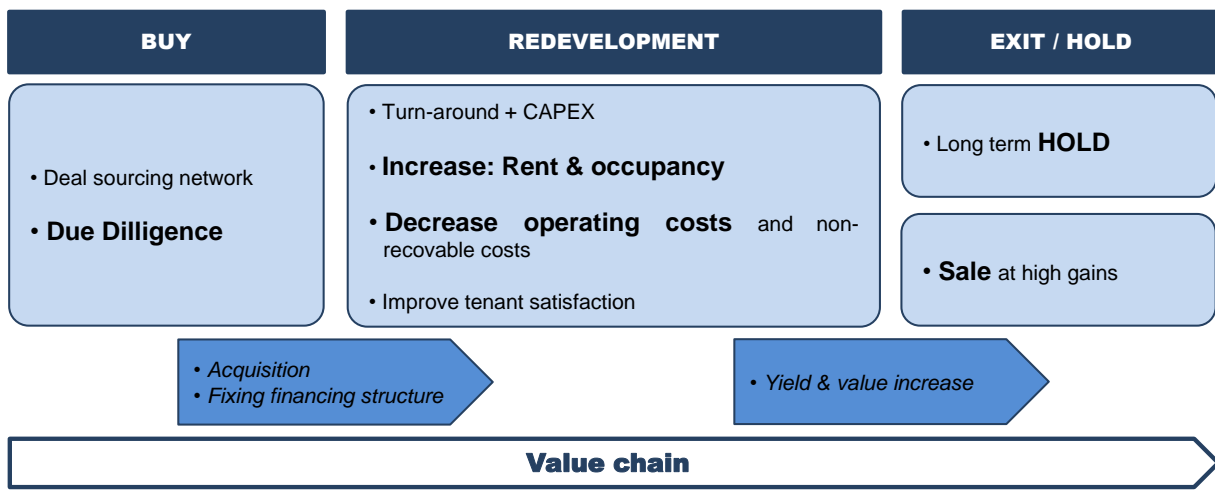 BUY
REDEVELOPMENT
EXIT / HOLD
• Deal sourcing network
• Due Dilligence
• Turn-around + CAPEX
• Increase: Rent & occupancy
• Decrease operating costs and non-
recovable costs
• Improve tenant satisfaction
• Long term HOLD
• Sale at high gains
• Acquisition
• Fixing financing structure
• Yield & value increase
Value chain